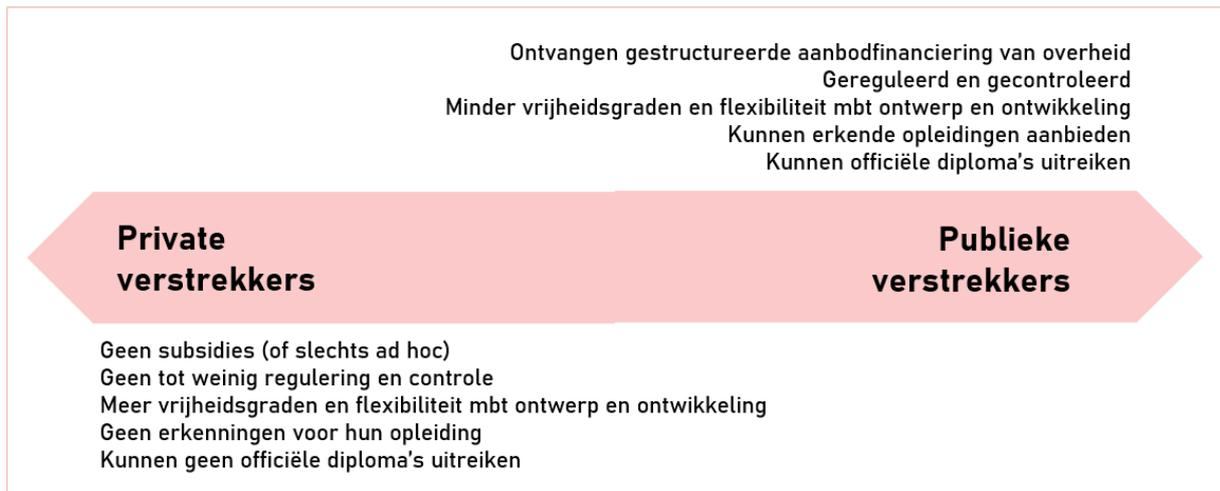 Ontvangen gestructureerde aanbodfinanciering van overheid
Gereguleerd en gecontroleerd
Minder vrijheidsgraden en flexibiliteit mbt ontwerp en ontwikkeling
Kunnen erkende opleidingen aanbieden
Kunnen officiële diploma's uitreiken
Private
verstrekkers
Publieke
verstrekkers
Geen subsidies (of slechts ad hoc)
Geen tot weinig regulering en controle
Meer vrijheidsgraden en flexibiliteit mbt ontwerp en ontwikkeling
Geen erkenningen voor hun opleiding
Kunnen geen officiële diploma's uitreiken